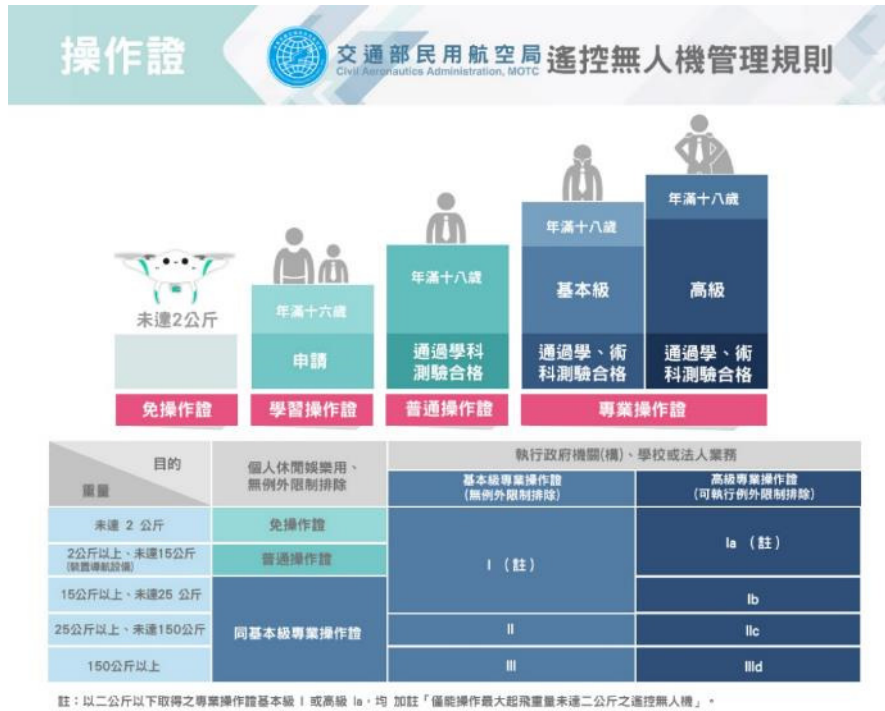 操作證
交通部民用航空局
Civil Aeronautics Administration, MOTC
遙控無人機管理規則
未達2公斤
免操作證
年滿十六歲
申請
學習操作證
年滿十八歲
通過學科
測驗合格
普通操作證
年滿十八歲
基本級
通過學、術
科測驗合格
年滿十八歲
高級
通過學、術
科測驗合格
專業操作證
目的
重量
個人休閒娛樂用、
無例外限制排除
執行政府機關(構)、學校或法人業務
基本級專業操作證
(無例外限制排除)
高級專業操作證
(可執行例外限制排除)
未達 2 公斤
免操作證
I (註)
Ia (註)
2公斤以上、未達15公斤
(裝置導航設備)
普通操作證
15公斤以上、未達25 公斤
同基本級專業操作證
Ib
25公斤以上、未達150公斤
II
IIc
150公斤以上
III
IIId
註：以二公斤以下取得之專業操作證基本級 I 或高級 Ia，均 加註「僅能操作最大起飛重量未達二公斤之遙控無人機」。